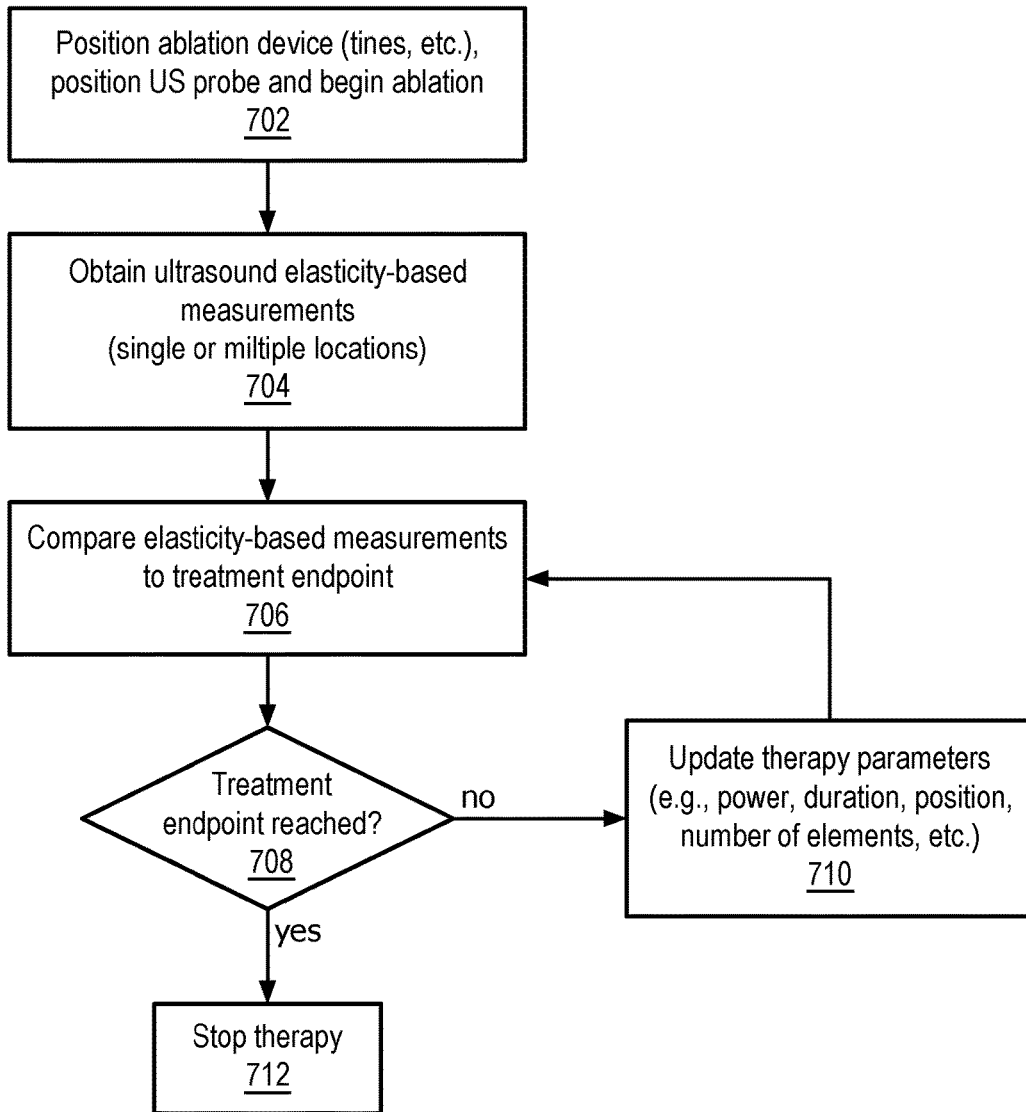 Position ablation device (tines, etc.),
position US probe and begin ablation
702
Obtain ultrasound elasticity-based
measurements
(single or miltiple locations)
704
Compare elasticity-based measurements
to treatment endpoint
706
Treatment
endpoint reached?
708
no
Update therapy parameters
(e.g., power, duration, position,
number of elements, etc.)
710
yes
Stop therapy
712